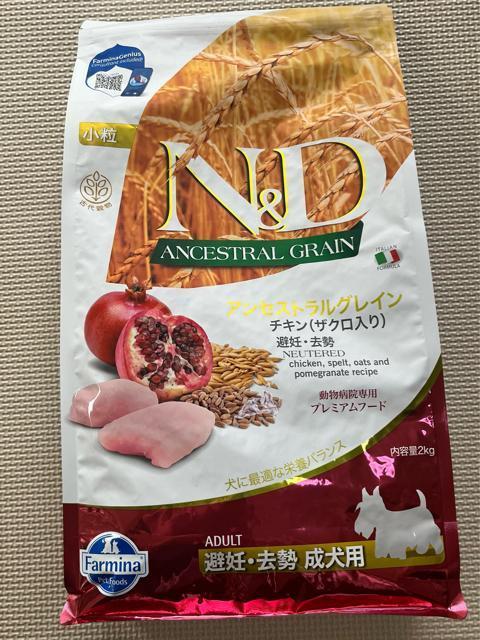 FarminaGenius
consultant included!
小粒
古代穀物
N&D
ANCESTRAL GRAIN
ITALIAN
FORMULA
アンセストラルグレイン
チキン(ザクロ入り)
避妊・去勢
NEUTERED
chicken, spelt, oats and
pomegranate recipe
動物病院専用
プレミアムフード
犬に最適な栄養バランス
内容量2kg
ADULT
避妊・去勢 成犬用
Farmina
Pet Foods